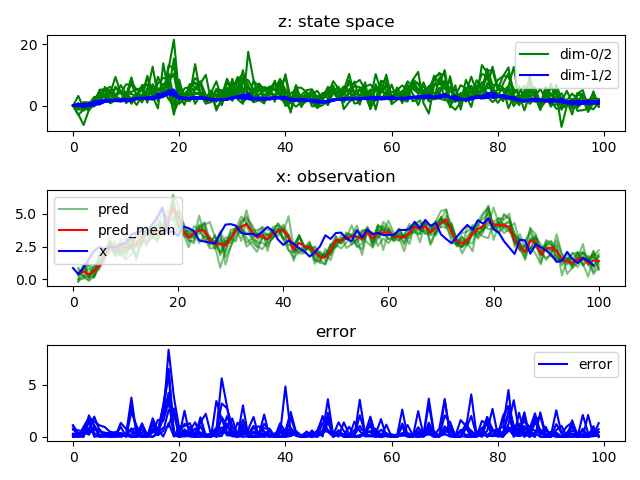 z: state space
20
0
dim-0/2
dim-1/2
0 20 40 60 80 100
x: observation
5.0
2.5
0.0
pred
pred_mean
x
0 20 40 60 80 100
error
5
0
error
0 20 40 60 80 100